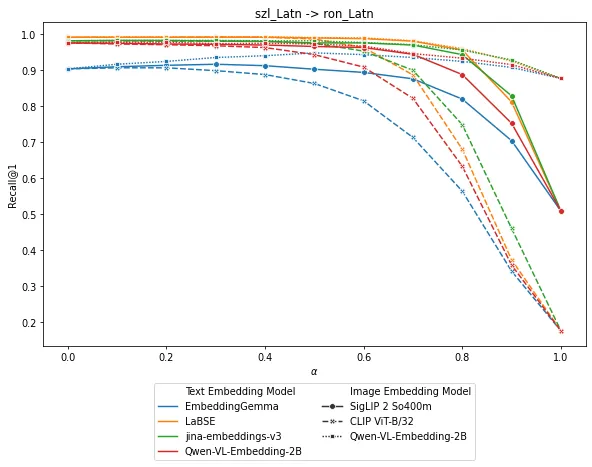 szl_Latn -> ron_Latn
Recall@1
1.0
0.9
0.8
0.7
0.6
0.5
0.4
0.3
0.2
0.0 0.2 0.4 0.6 0.8 1.0
α
Text Embedding Model Image Embedding Model
EmbeddingGemma SigLIP 2 So400m
LaBSE CLIP ViT-B/32
jina-embeddings-v3 Qwen-VL-Embedding-2B
Qwen-VL-Embedding-2B